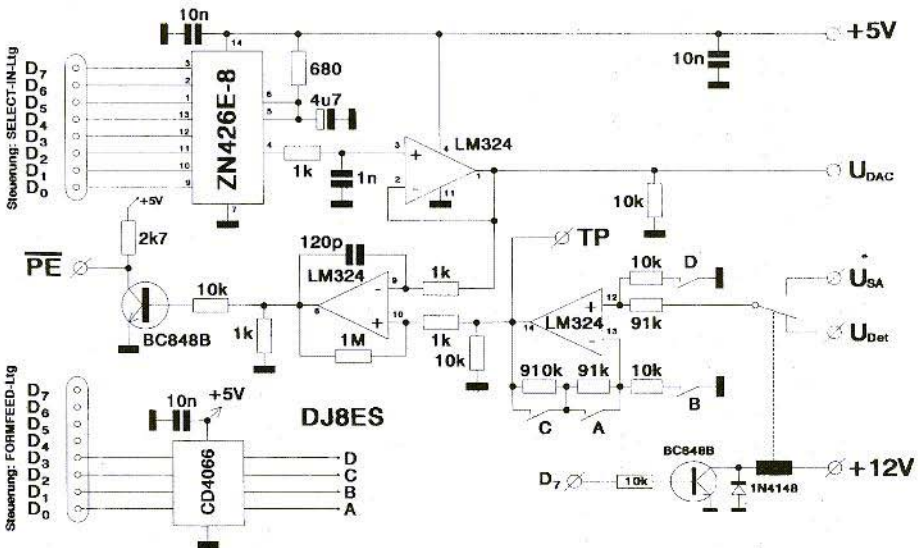 10n
+5V
14
680
10n
Steuerung: SELECT-IN-Ltg
D7
D6
D5
D4
D3
D2
D1
D0
3
2
1
13
12
11
10
9
ZN426E-8
6
5
4
7
4u7
1k
1n
LM324
3
+
2
-
4
11
1
UDAC
10k
+5V
2k7
PE
120p
LM324
9
-
10
+
8
1k
TP
10k
D
USA
UDet
12
+
13
-
14
LM324
91k
10k
1k
BC848B
1M
1k
10k
910k
91k
10k
C
A
B
Steuerung: FORMFEED-Ltg
D7
D6
D5
D4
D3
D2
D1
D0
10n
+5V
CD4066
DJ8ES
D
C
B
A
BC848B
D7
10k
1N4148
+12V